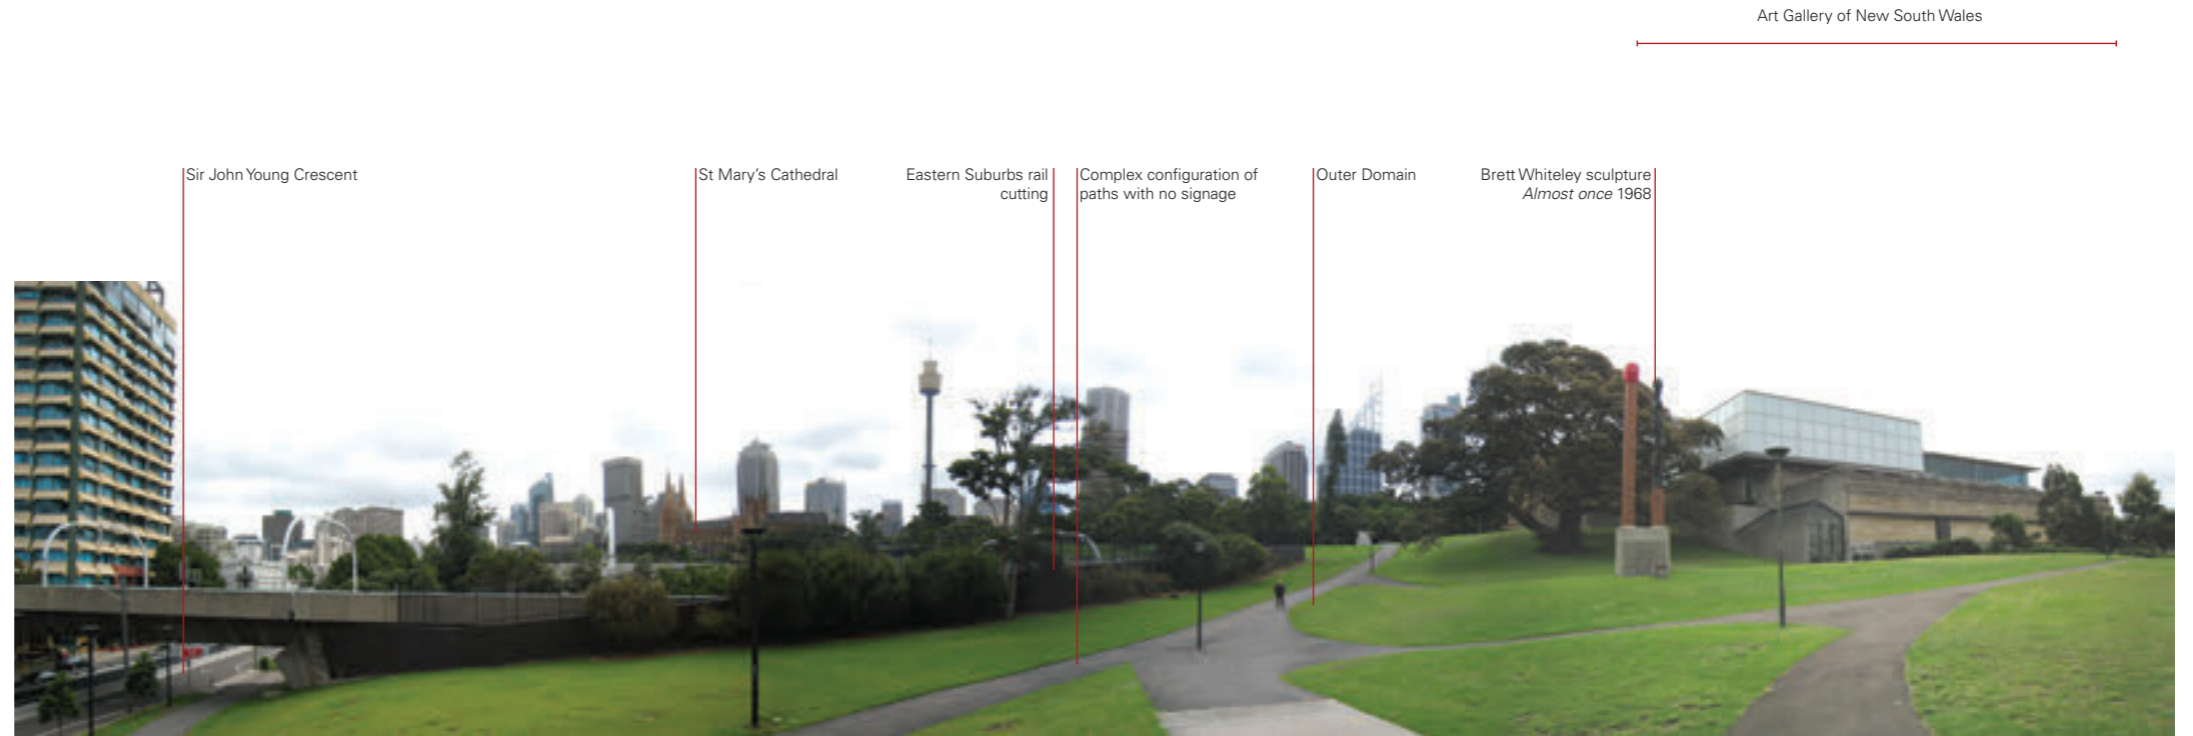 Art Gallery of New South Wales
Sir John Young Crescent
St Mary's Cathedral
Eastern Suburbs rail
cutting
Complex configuration of
paths with no signage
Outer Domain
Brett Whiteley sculpture
Almost once 1968